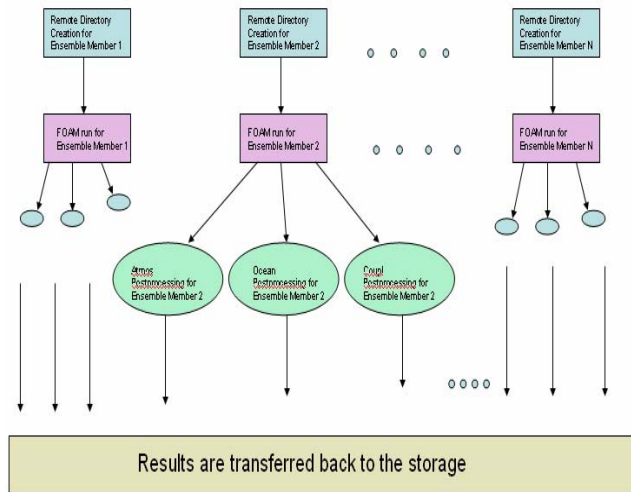 Remote Directory
Creation for
Ensemble Member 1
Remote Directory
Creation for
Ensemble Member 2
Remote Directory
Creation for
Ensemble Member N
FOAM run for
Ensemble Member 1
FOAM run for
Ensemble Member 2
FOAM run for
Ensemble Member N
Atmos
Postprocessing for
Ensemble Member 2
Ocean
Postprocessing for
Ensemble Member 2
Coupl
Postprocessing for
Ensemble Member 2
Results are transferred back to the storage